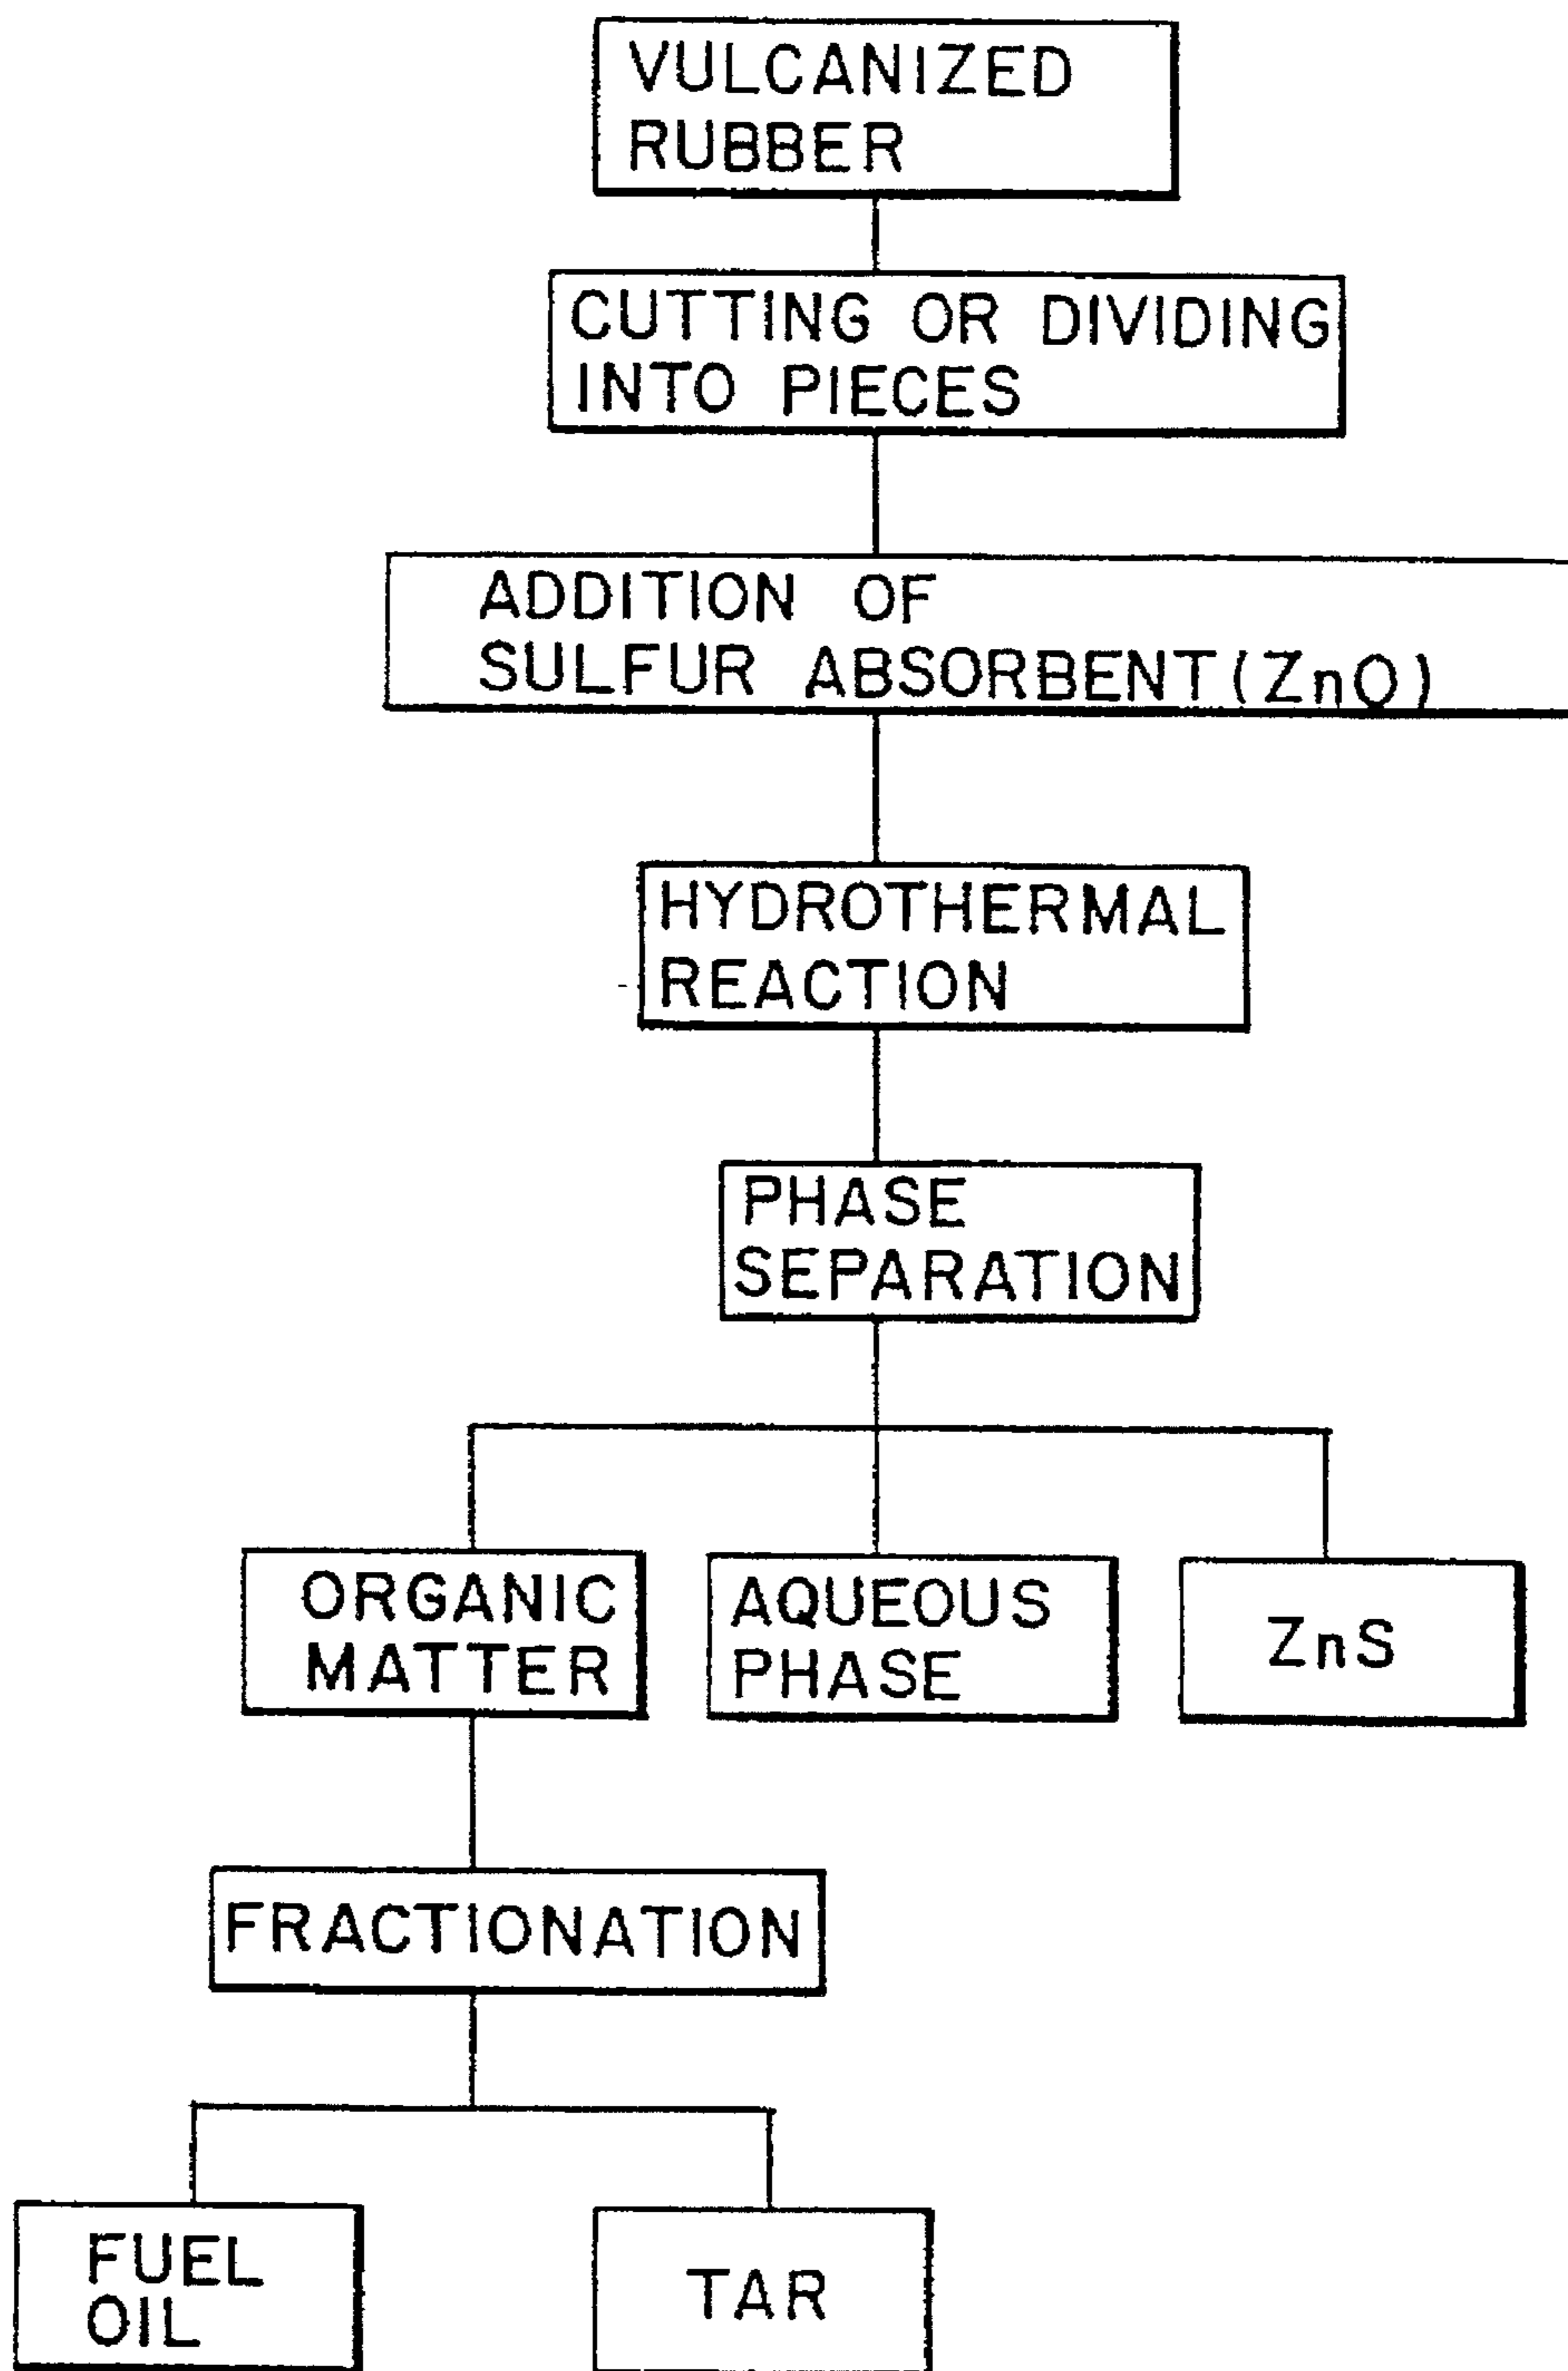 VULCANIZED
RUBBER
CUTTING OR DIVIDING
INTO PIECES
ADDITION OF
SULFUR ABSORBENT(ZnO)
HYDROTHERMAL
REACTION
PHASE
SEPARATION
ORGANIC
MATTER
AQUEOUS
PHASE
ZnS
FRACTIONATION
FUEL
OIL
TAR